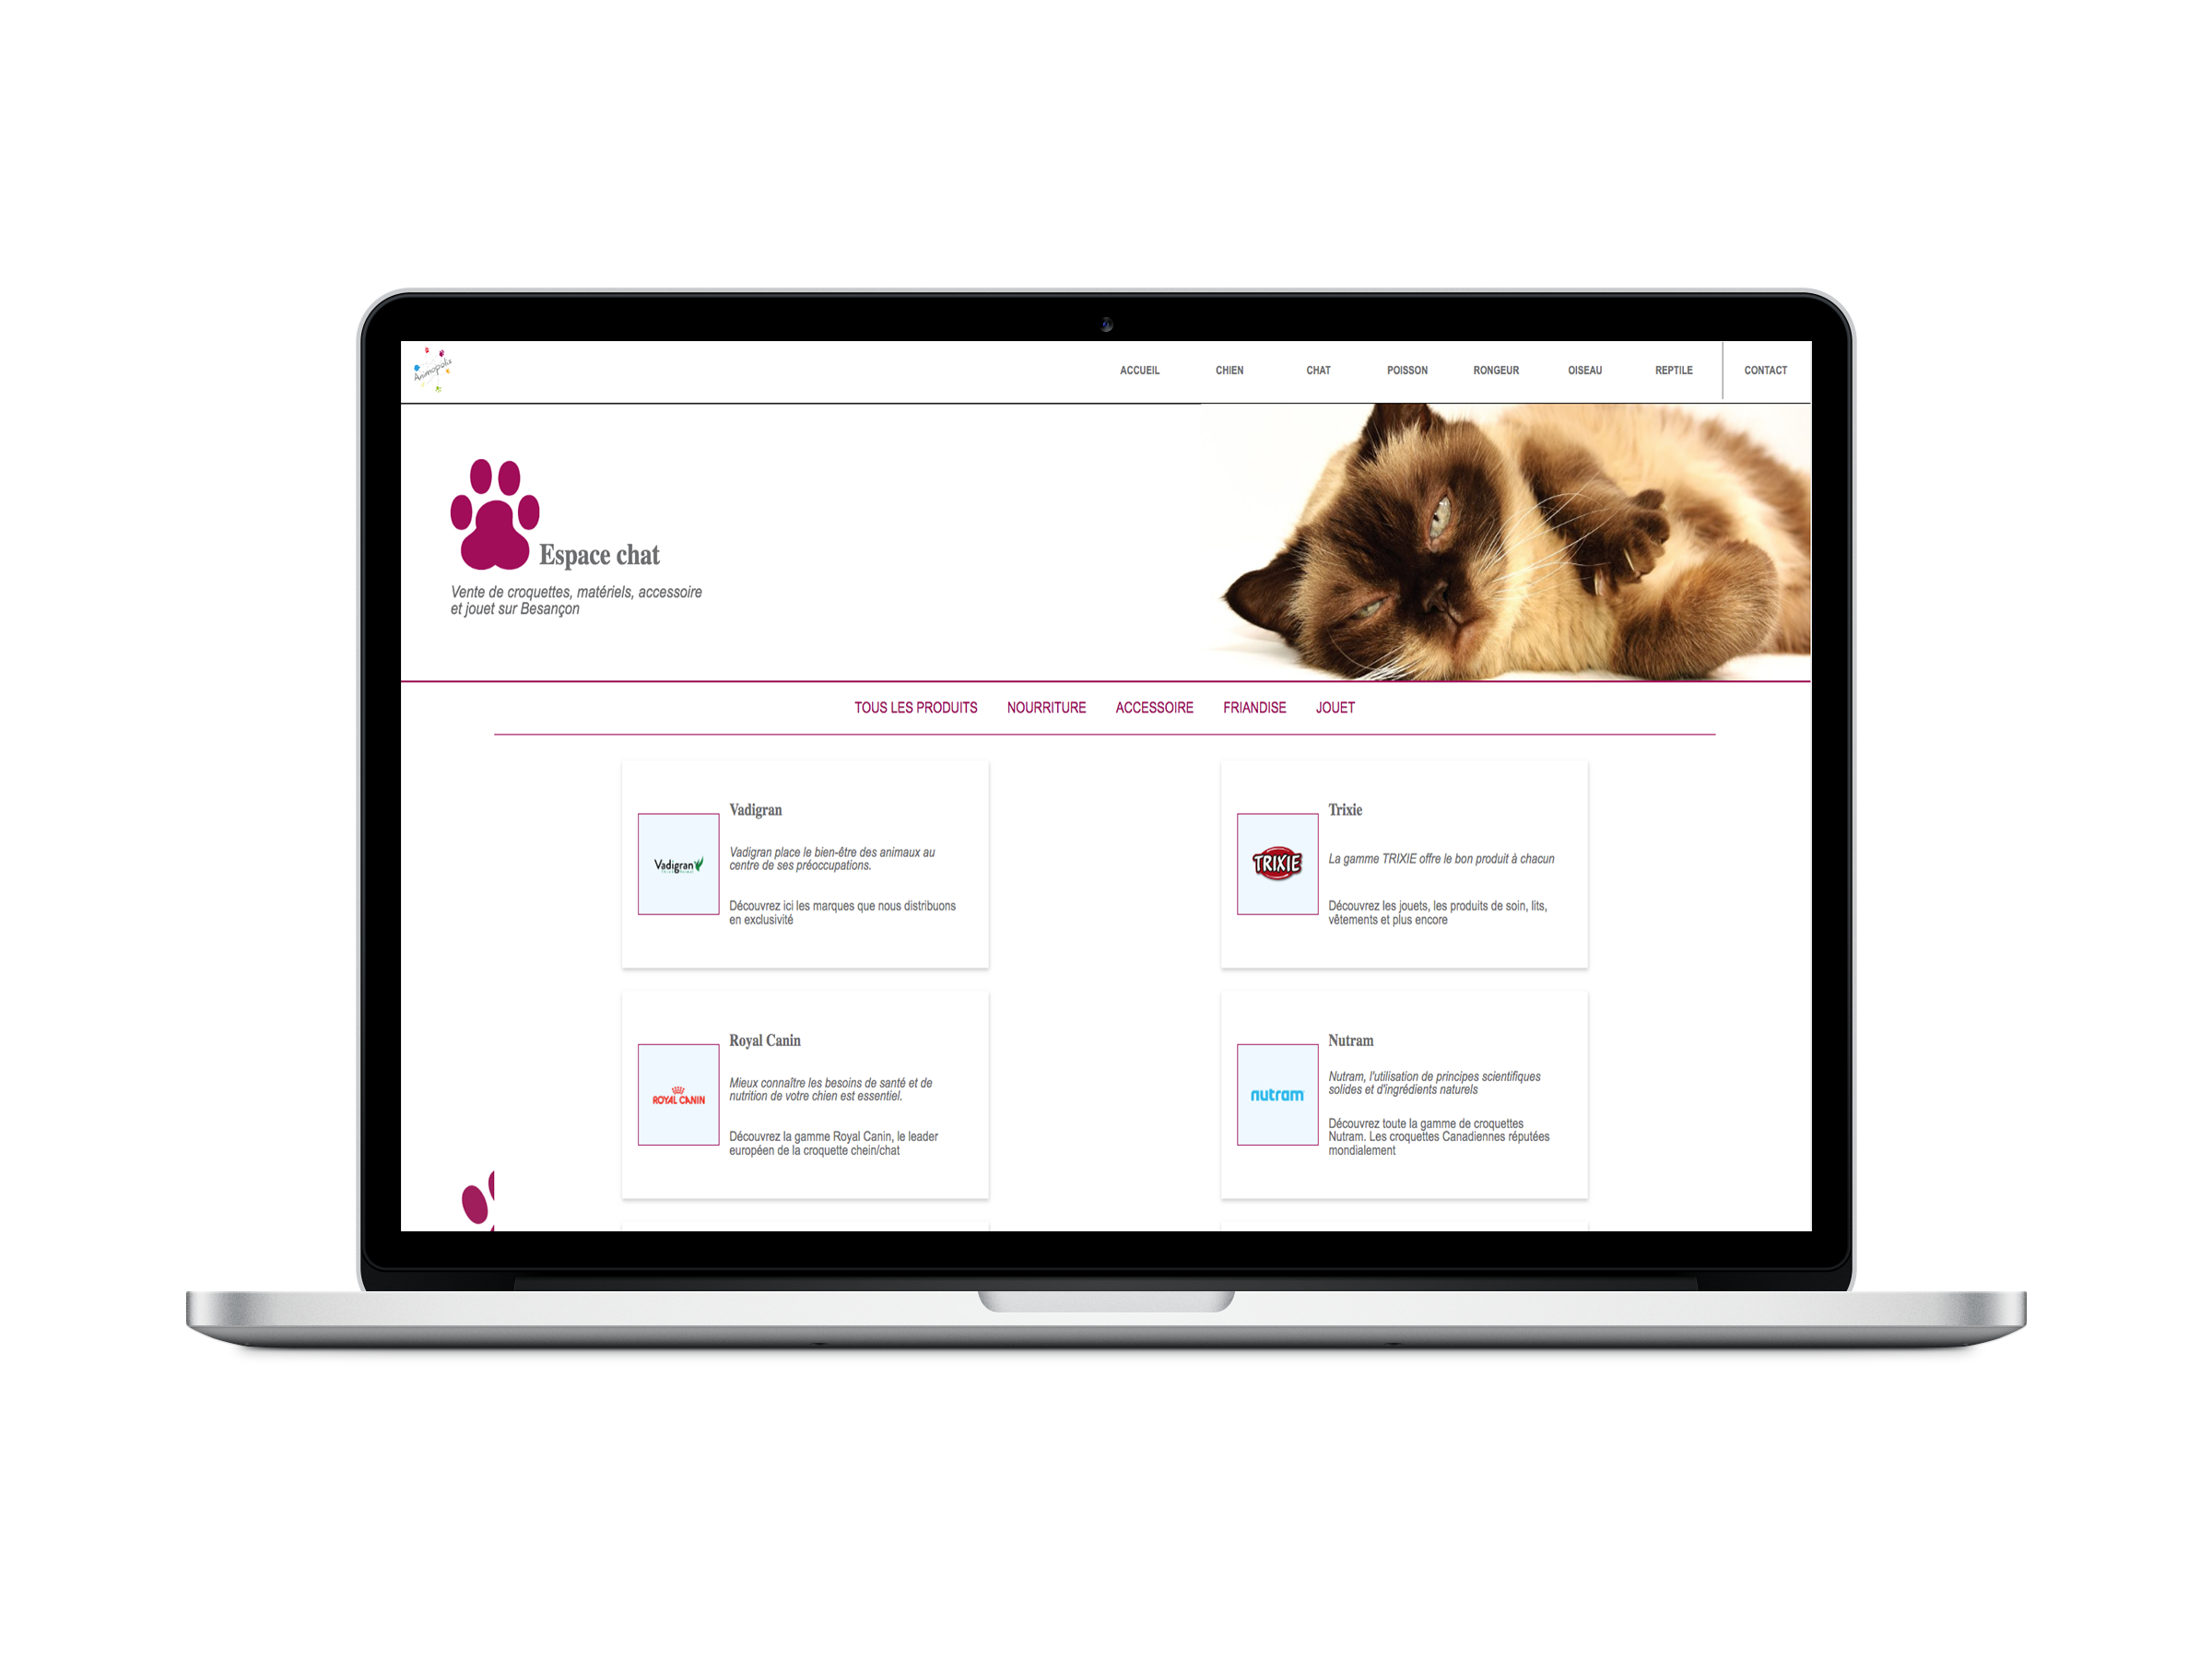 Animopolis
ACCUEIL CHIEN CHAT POISSON RONGEUR OISEAU REPTILE CONTACT
Espace chat
Vente de croquettes, matériels, accessoire
et jouet sur Besançon
TOUS LES PRODUITS NOURRITURE ACCESSOIRE FRIANDISE JOUET
Vadigran
Vadigran
Vadigran place le bien-être des animaux au
centre de ses préoccupations.
Découvrez ici les marques que nous distribuons
en exclusivité
TRIXIE
Trixie
La gamme TRIXIE offre le bon produit à chacun
Découvrez les jouets, les produits de soin, lits,
vêtements et plus encore
ROYAL CANIN
Royal Canin
Mieux connaître les besoins de santé et de
nutrition de votre chien est essentiel.
Découvrez la gamme Royal Canin, le leader
européen de la croquette chein/chat
nutram
Nutram
Nutram, l'utilisation de principes scientifiques
solides et d'ingrédients naturels
Découvrez toute la gamme de croquettes
Nutram. Les croquettes Canadiennes réputées
mondialement